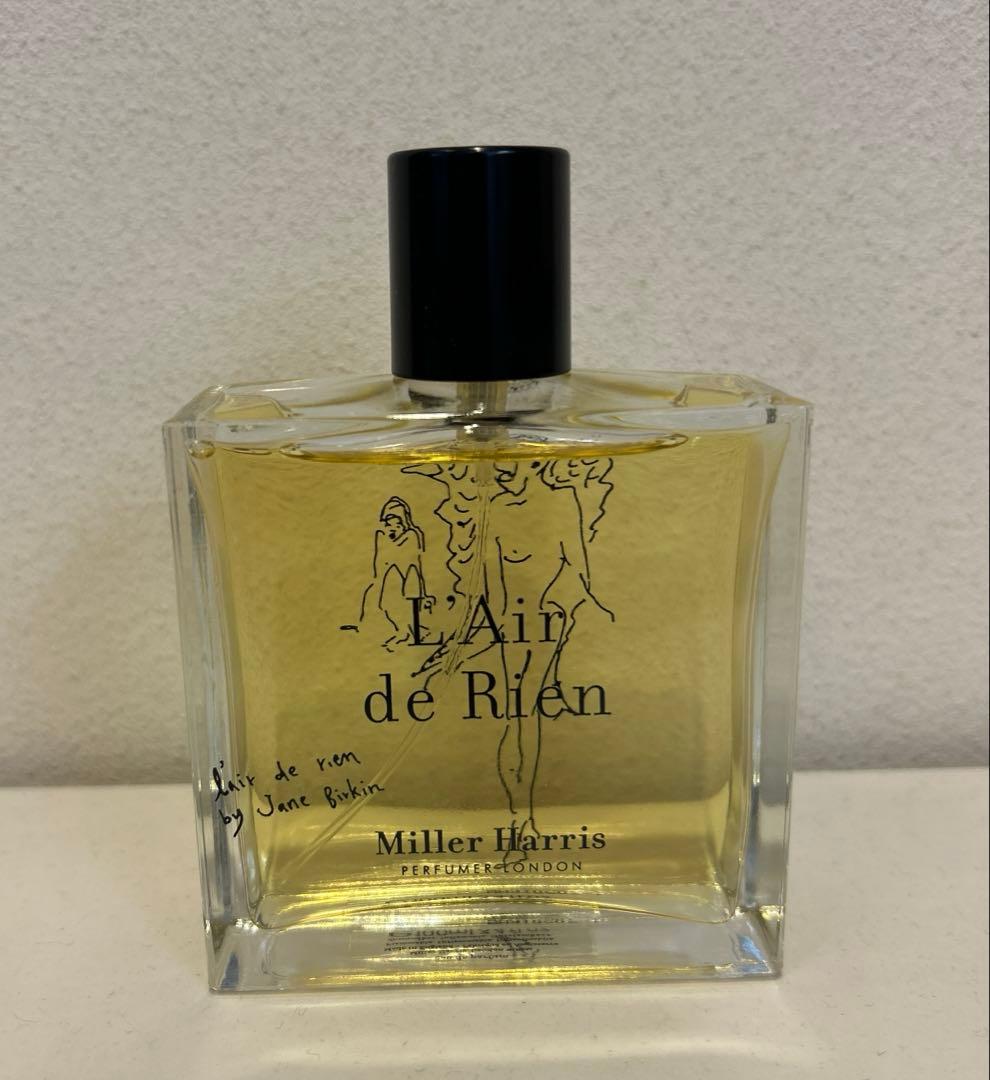 L'Air
de Rien
l'air de rien
by Jane Birkin
Miller Harris
PERFUMER LONDON